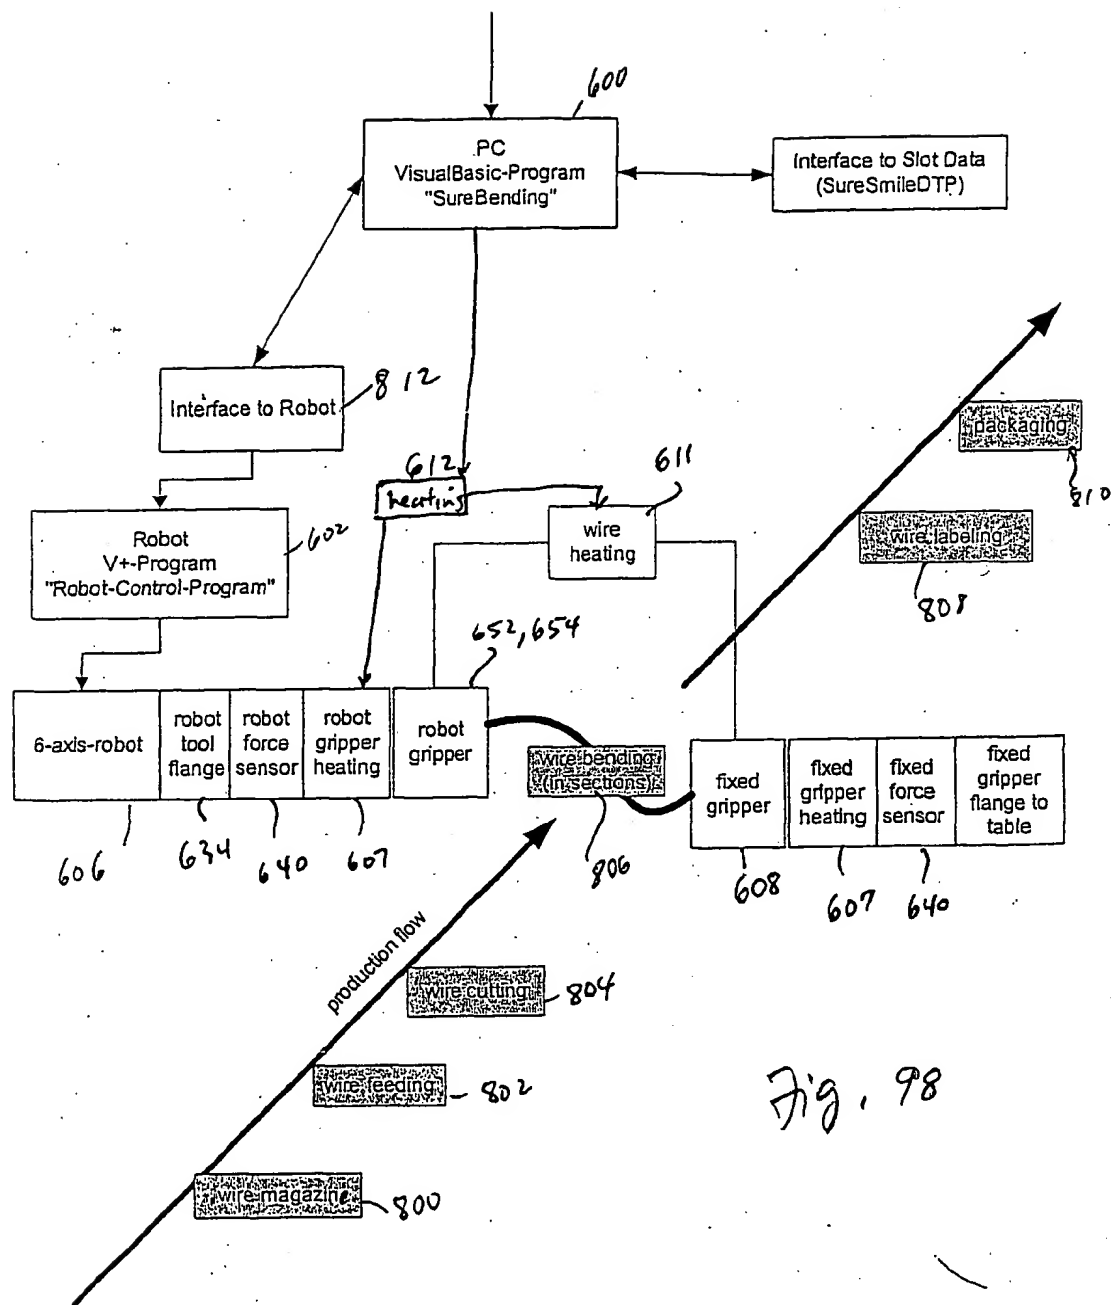 600
PC
VisualBasic-Program
"SureBending"
Interface to Slot Data
(SureSmileDTP)
Interface to Robot
812
612
heating
611
wire
heating
packaging
810
wire labeling
808
Robot
V+-Program
"Robot-Control-Program"
602
652, 654
6-axis-robot
robot
tool
flange
robot
force
sensor
robot
gripper
heating
robot
gripper
wire bending
(in sections)
fixed
gripper
fixed
gripper
heating
fixed
force
sensor
fixed
gripper
flange to
table
606
634
640
607
806
608
607
640
production flow
wire cutting
804
wire feeding
802
wire magazine
800
Fig. 98